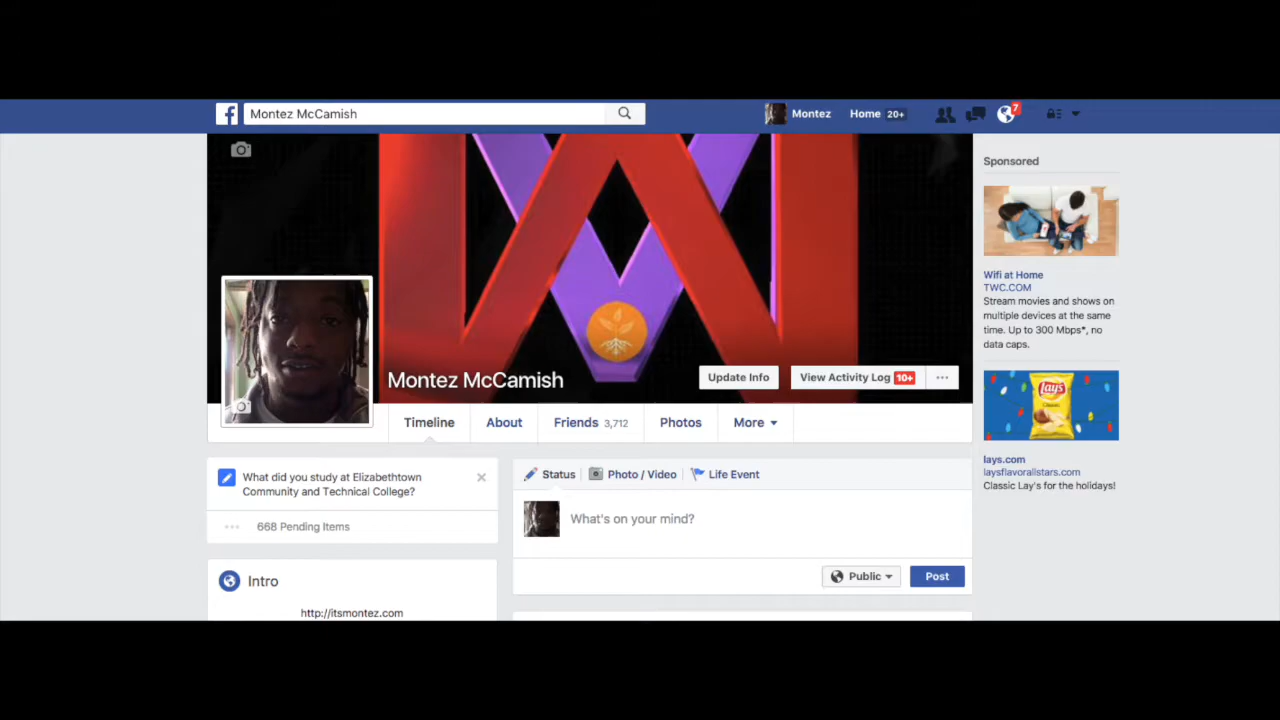 Montez McCamish
Montez
Home 20+
7
Montez McCamish
Update Info
View Activity Log 10+
Timeline
About
Friends 3,712
Photos
More
What did you study at Elizabethtown
Community and Technical College?
668 Pending Items
Intro
http://itsmontez.com
Status
Photo / Video
Life Event
What's on your mind?
Public
Post
Sponsored
Wifi at Home
TWC.COM
Stream movies and shows on
multiple devices at the same
time. Up to 300 Mbps*, no
data caps.
Lay's
Classic
lays.com
laysflavorallstars.com
Classic Lay's for the holidays!